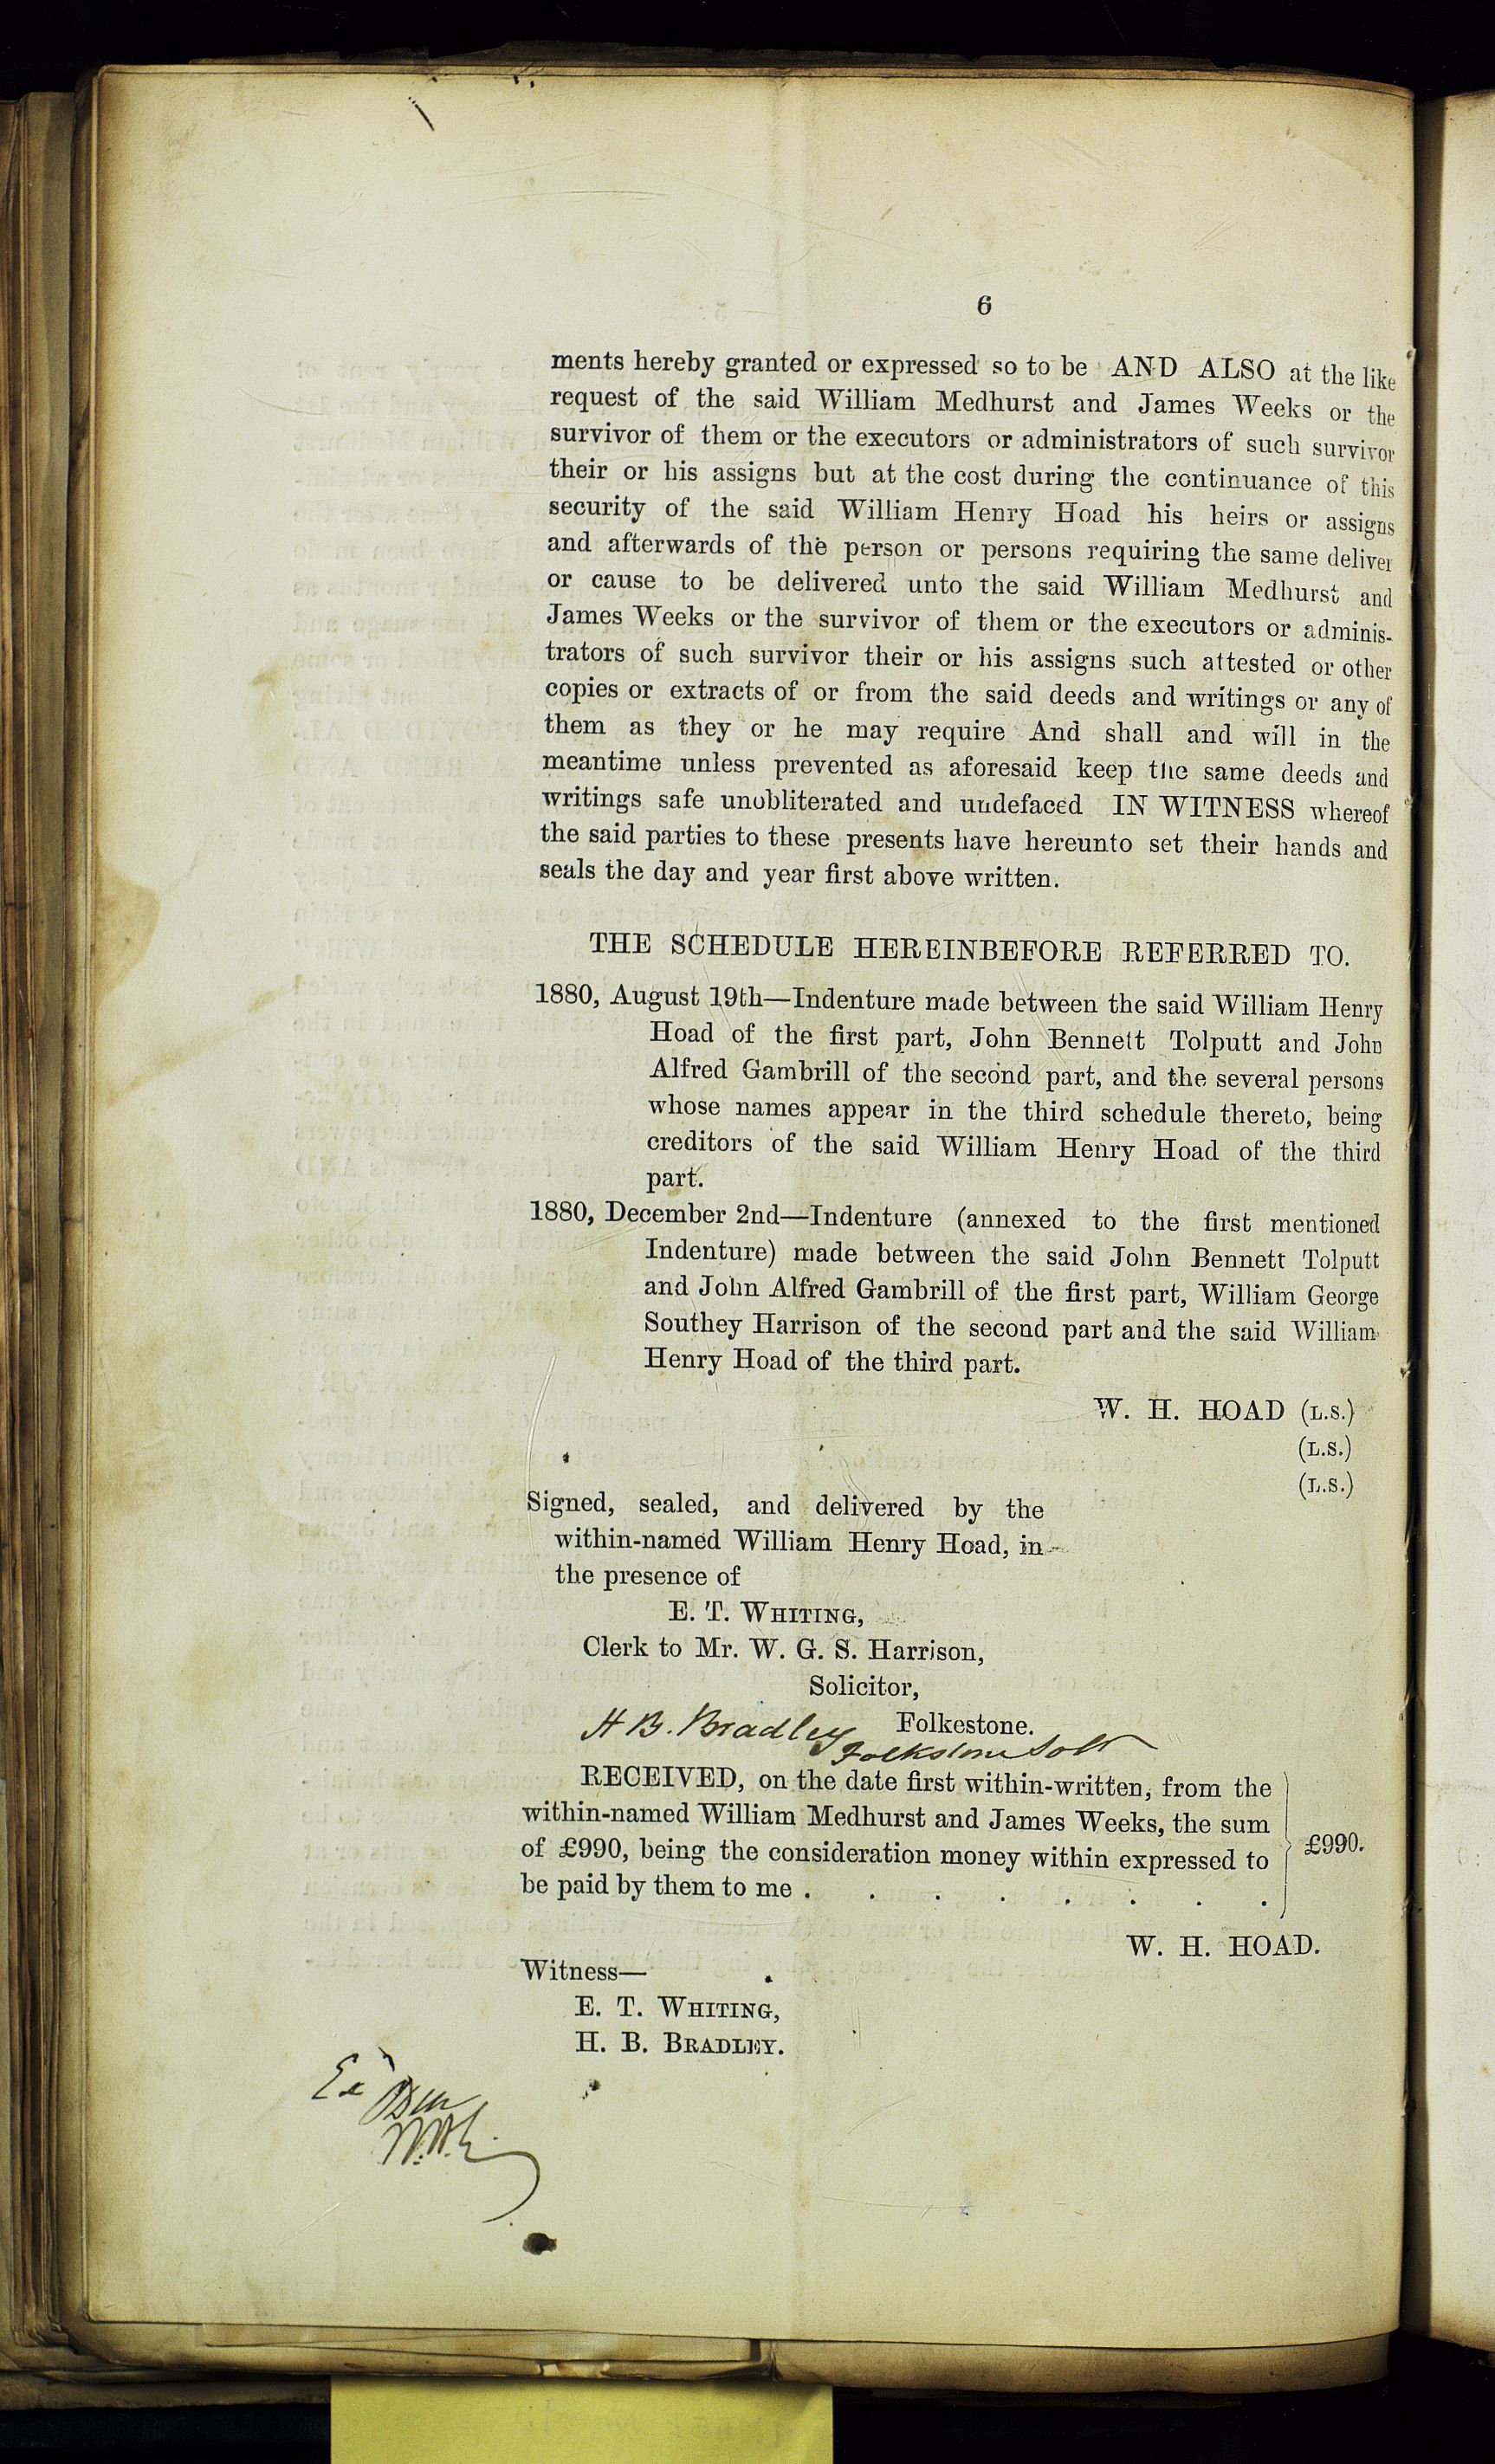 6
ments hereby granted or expressed so to be AND ALSO at the like
request of the said William Medhurst and James Weeks or the
survivor of them or the executors or administrators of such survivor
their or his assigns but at the cost during the continuance of this
security of the said William Henry Hoad his heirs or assigns
and afterwards of the person or persons requiring the same deliver
or cause to be delivered unto the said William Medhurst and
James Weeks or the survivor of them or the executors or adminis-
trators of such survivor their or his assigns such attested or other
copies or extracts of or from the said deeds and writings or any of
them as they or he may require And shall and will in the
meantime unless prevented as aforesaid keep the same deeds and
writings safe unobliterated and undefaced IN WITNESS whereof
the said parties to these presents have hereunto set their hands and
seals the day and year first above written.
THE SCHEDULE HEREINBEFORE REFERRED TO.
1880, August 19th—Indenture made between the said William Henry
Hoad of the first part, John Bennett Tolputt and John
Alfred Gambrill of the second part, and the several persons
whose names appear in the third schedule thereto, being
creditors of the said William Henry Hoad of the third
part.
1880, December 2nd—Indenture (annexed to the first mentioned
Indenture) made between the said John Bennett Tolputt
and John Alfred Gambrill of the first part, William George
Southey Harrison of the second part and the said William
Henry Hoad of the third part.
W. H. HOAD (L.S.)
(L.S.)
(L.S.)
Signed, sealed, and delivered by the
within-named William Henry Hoad, in
the presence of
E. T. WHITING,
Clerk to Mr. W. G. S. Harrison,
Solicitor,
Folkestone.
H B. Bradley Folkestone Solr
RECEIVED, on the date first within-written, from the
within-named William Medhurst and James Weeks, the sum
of £990, being the consideration money within expressed to
be paid by them to me . . . . . . . .
£990.
W. H. HOAD.
Witness—
E. T. WHITING,
H. B. BRADLEY.